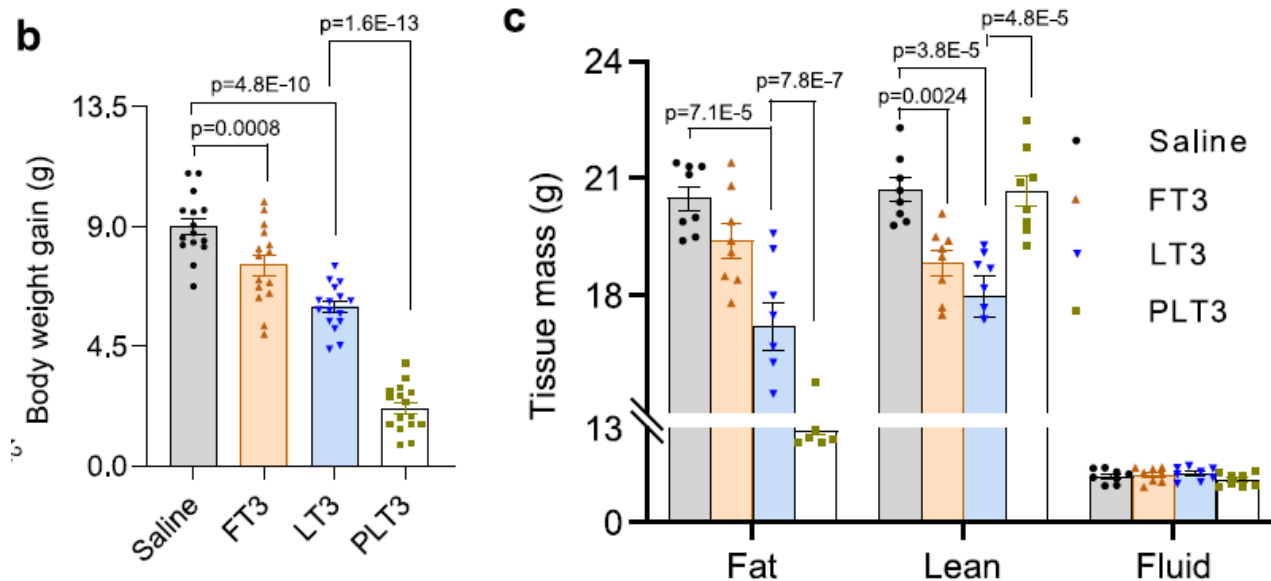 b
p=1.6E-13
p=4.8E-10
p=0.0008
Body weight gain (g)
13.5
9.0
4.5
0.0
Saline
FT3
LT3
PLT3
c
p=4.8E-5
p=3.8E-5
p=7.8E-7
p=0.0024
p=7.1E-5
Tissue mass (g)
24
21
18
13
0
Fat
Lean
Fluid
Saline
FT3
LT3
PLT3